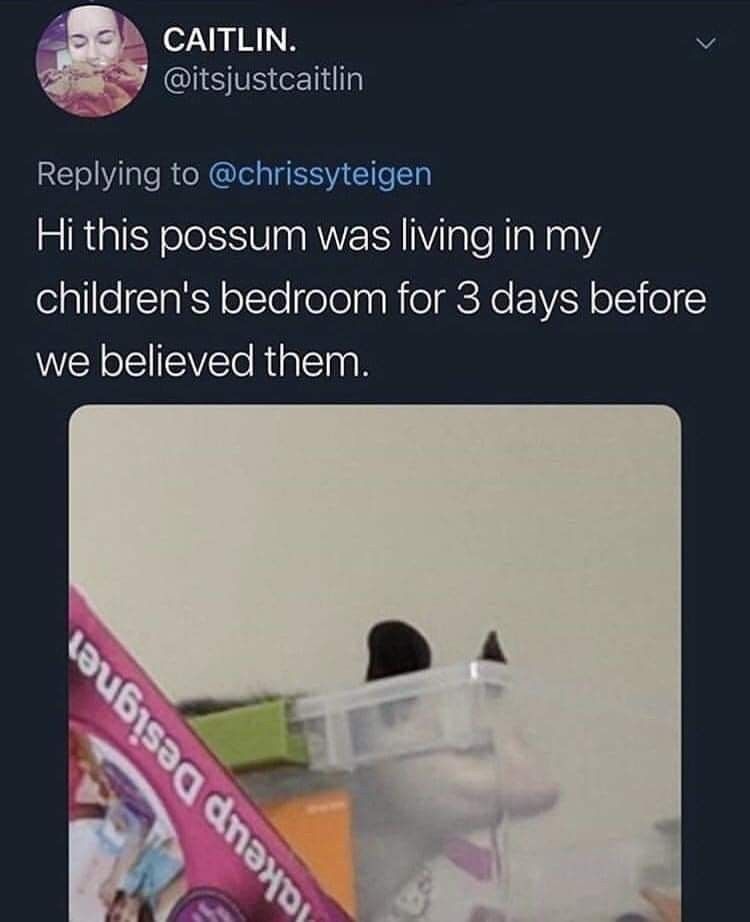 CAITLIN.
@itsjustcaitlin
Replying to @chrissyteigen
Hi this possum was living in my
children's bedroom for 3 days before
we believed them.
Makeup Designer